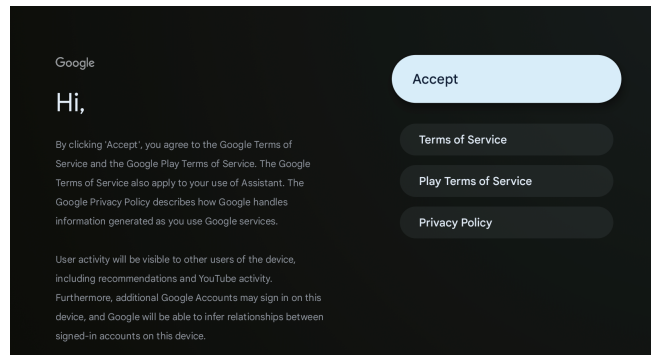 Google
Hi,
By clicking 'Accept', you agree to the Google Terms of
Service and the Google Play Terms of Service. The Google
Terms of Service also apply to your use of Assistant. The
Google Privacy Policy describes how Google handles
information generated as you use Google services.
User activity will be visible to other users of the device,
including recommendations and YouTube activity.
Furthermore, additional Google Accounts may sign in on this
device, and Google will be able to infer relationships between
signed-in accounts on this device.
Accept
Terms of Service
Play Terms of Service
Privacy Policy